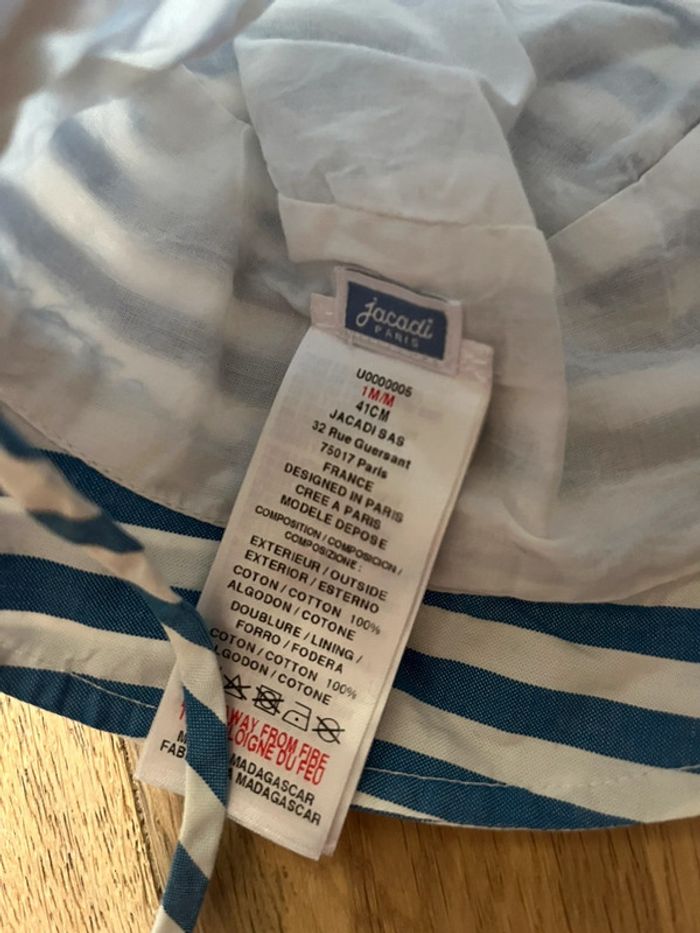 jacadi
PARIS
U0000005
1M/M
41CM
JACADI SAS
32 Rue Guersant
75017 Paris
FRANCE
DESIGNED IN PARIS
CREE A PARIS
MODELE DEPOSE
COMPOSITION / COMPOSICION /
COMPOSIZIONE :
EXTERIEUR / OUTSIDE
EXTERIOR / ESTERNO
COTON / COTTON 100%
ALGODON / COTONE
DOUBLURE / LINING /
FORRO / FODERA
COTON / COTTON 100%
ALGODON / COTONE
AWAY FROM FIRE
DU FEU
MADAGASCAR
A MADAGASCAR